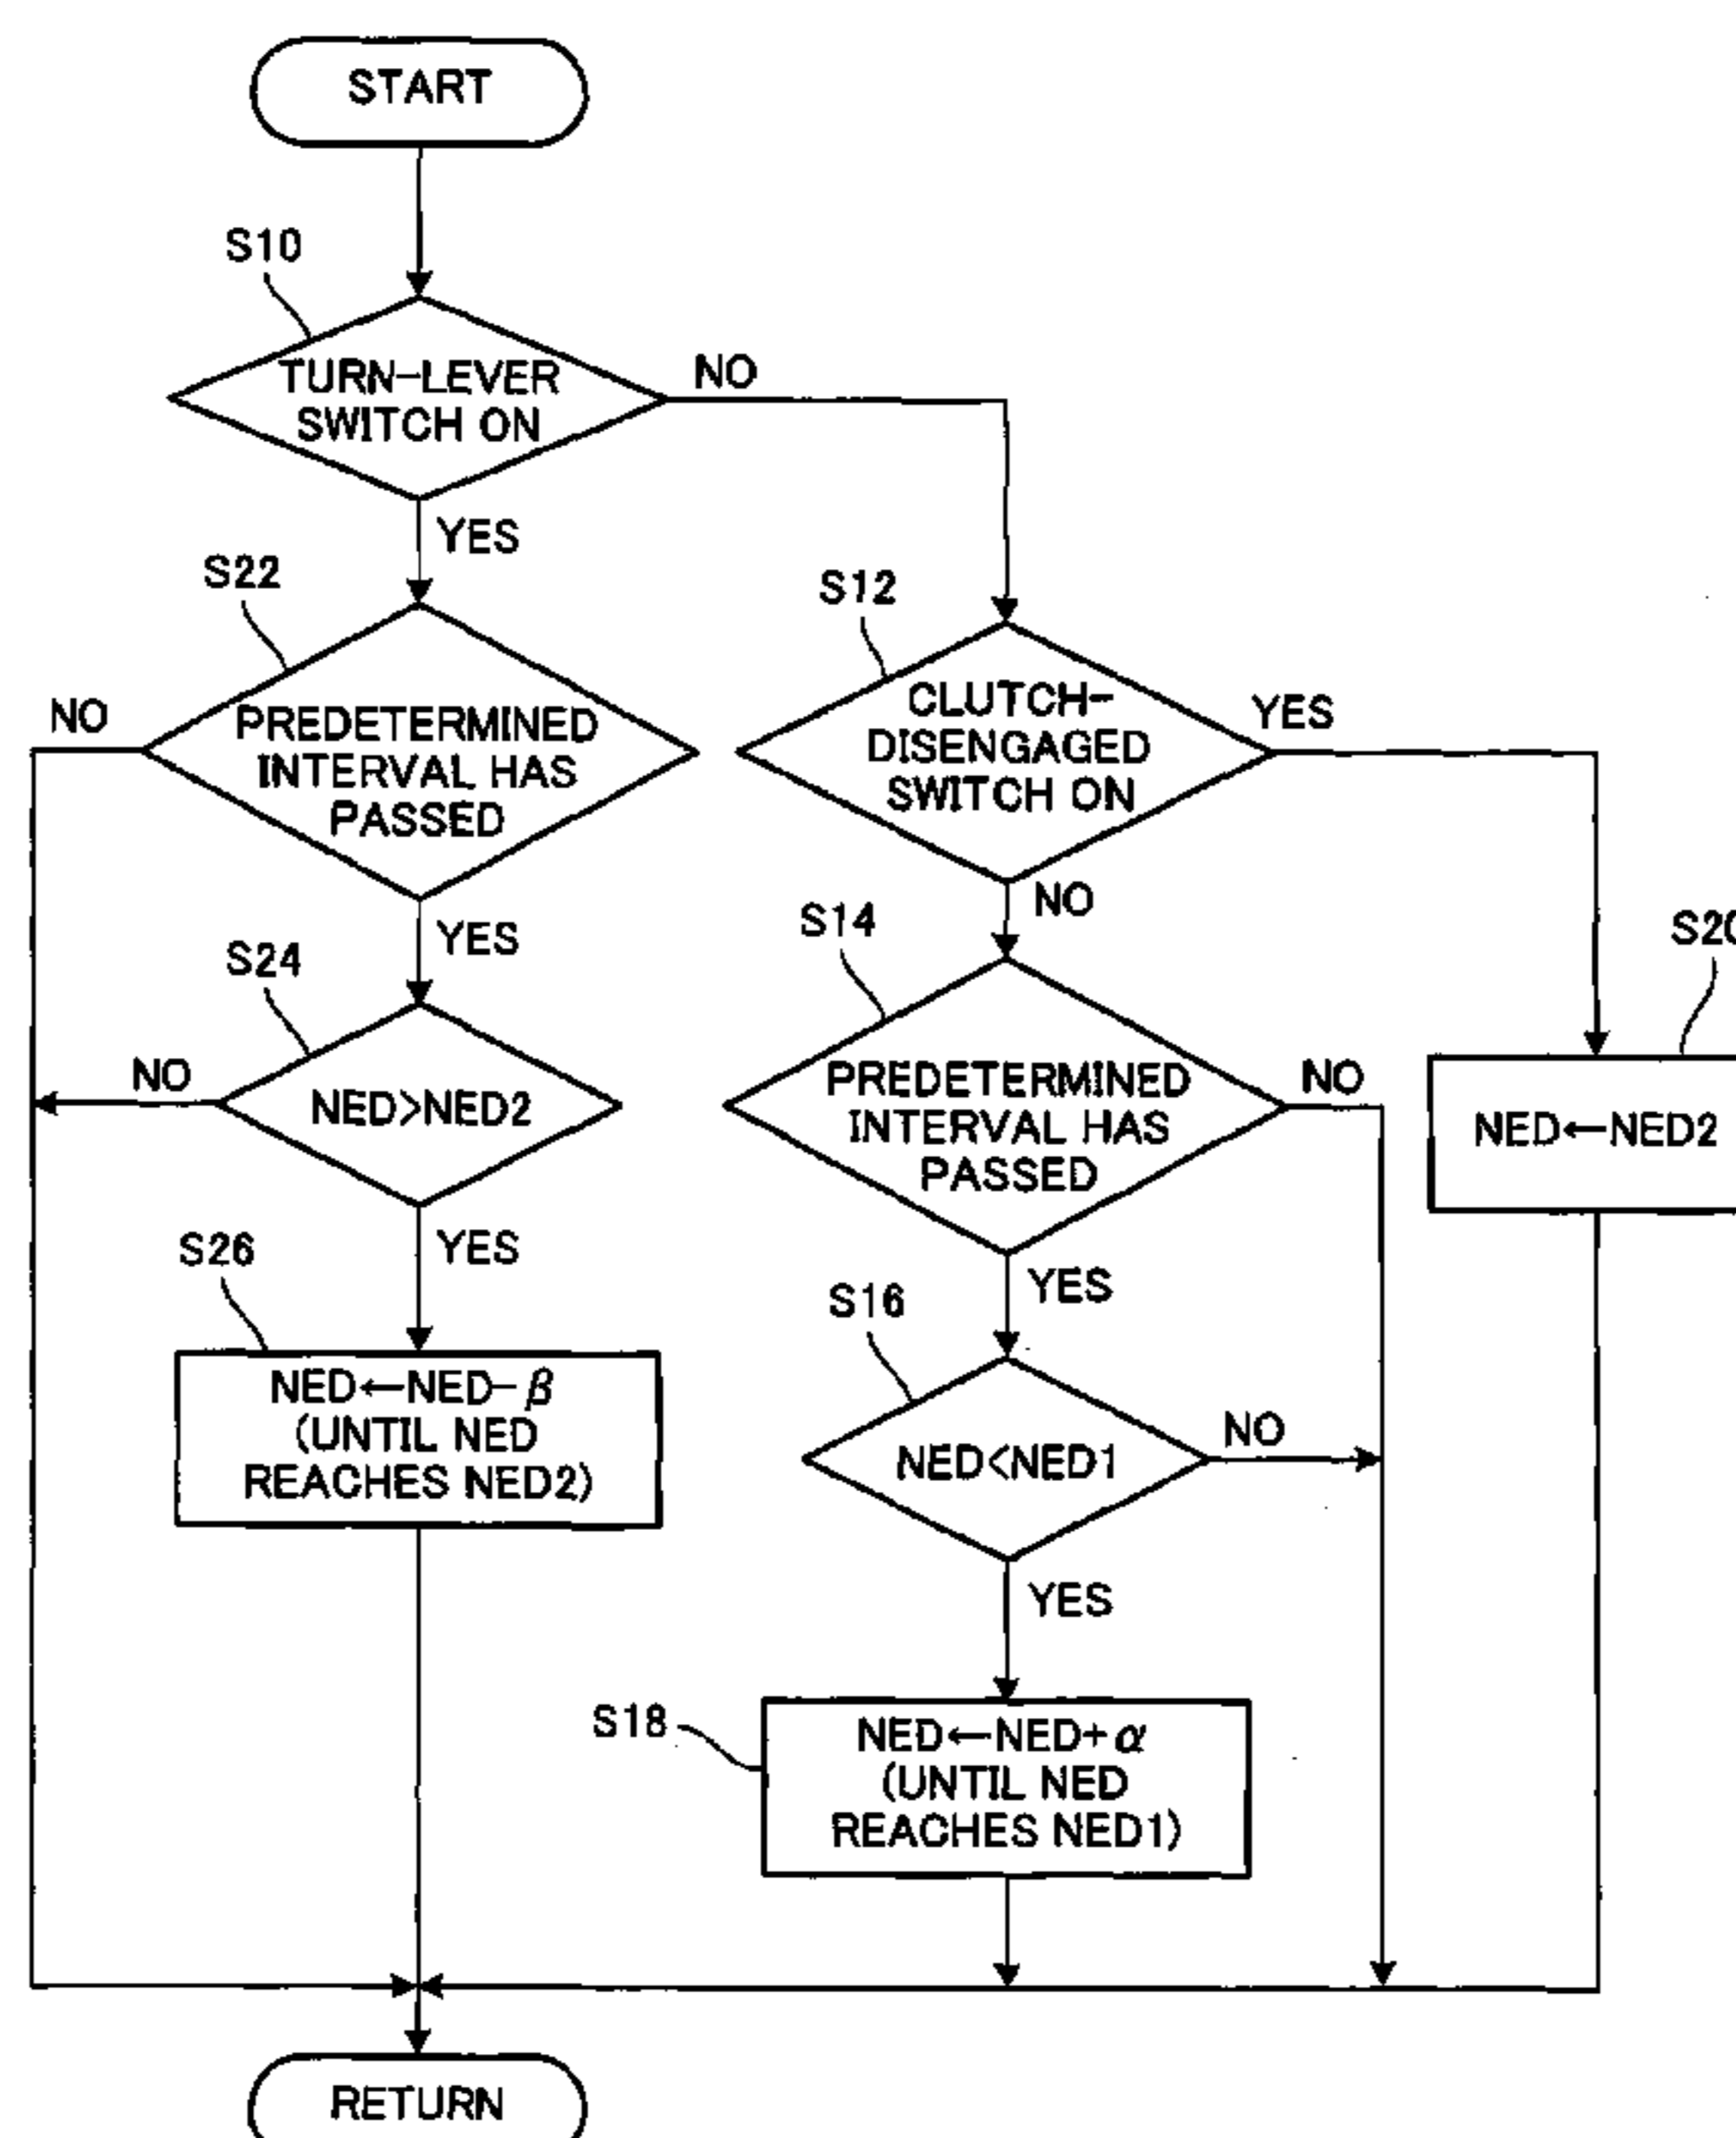 START
S10
TURN-LEVER
SWITCH ON
NO
YES
S22
PREDETERMINED
INTERVAL HAS
PASSED
NO
YES
S12
CLUTCH-
DISENGAGED
SWITCH ON
YES
NO
S24
NED>NED2
NO
YES
S14
PREDETERMINED
INTERVAL HAS
PASSED
NO
YES
S20
NED←NED2
S26
NED←NED-β
(UNTIL NED
REACHES NED2)
S16
NED<NED1
NO
YES
S18
NED←NED+α
(UNTIL NED
REACHES NED1)
RETURN